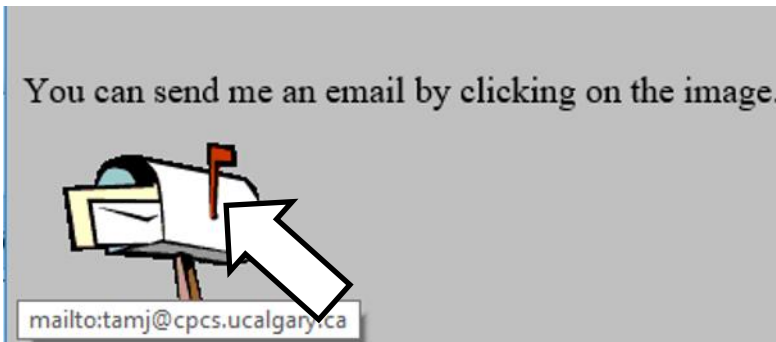 You can send me an email by clicking on the image.
mailto:tamj@cpcs.ucalgary.ca